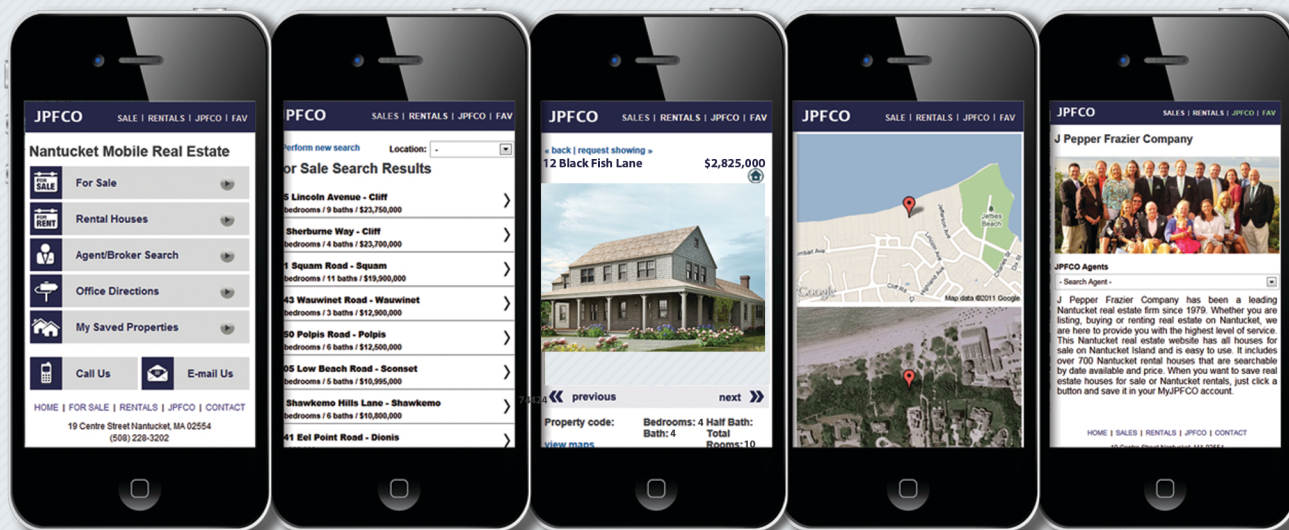 JPFCO SALE | RENTALS | JPFCO | FAV
Nantucket Mobile Real Estate
For Sale
FOR SALE
Rental Houses
FOR RENT
Agent/Broker Search
Office Directions
My Saved Properties
Call Us E-mail Us
HOME | FOR SALE | RENTALS | JPFCO | CONTACT
19 Centre Street Nantucket, MA 02554
(508) 228-3202
PFCO SALES | RENTALS | JPFCO | FAV
Perform new search Location: -
or Sale Search Results
5 Lincoln Avenue - Cliff
bedrooms / 9 baths / $23,750,000
Sherburne Way - Cliff
bedrooms / 4 baths / $23,700,000
1 Squam Road - Squam
bedrooms / 11 baths / $19,900,000
43 Wauwinet Road - Wauwinet
bedrooms / 3 baths / $12,900,000
50 Polpis Road - Polpis
bedrooms / 6 baths / $12,500,000
05 Low Beach Road - Sconset
bedrooms / 5 baths / $10,995,000
Shawkemo Hills Lane - Shawkemo
bedrooms / 6 baths / $10,800,000
41 Eel Point Road - Dionis
JPFCO SALES | RENTALS | JPFCO | FAV
« back | request showing »
12 Black Fish Lane $2,825,000
74424 « previous next »
Property code: Bedrooms: 4 Half Bath:
Bath: 4 Total
view maps Rooms:10
JPFCO SALE | RENTALS | JPFCO | FAV
Jetties
Beach
Jefferson Ave
Lincoln Ave
Highland Ave
Charles St
Cliff Rd
Google Map data ©2011 Google
JPFCO SALES | RENTALS | JPFCO | FAV
J Pepper Frazier Company
JPFCO Agents
- Search Agent -
J Pepper Frazier Company has been a leading
Nantucket real estate firm since 1979. Whether you are
listing, buying or renting real estate on Nantucket, we
are here to provide you with the highest level of service.
This Nantucket real estate website has all houses for
sale on Nantucket Island and is easy to use. It includes
over 700 Nantucket rental houses that are searchable
by date available and price. When you want to save real
estate houses for sale or Nantucket rentals, just click a
button and save it in your MyJPFCO account.
HOME | SALES | RENTALS | JPFCO | CONTACT